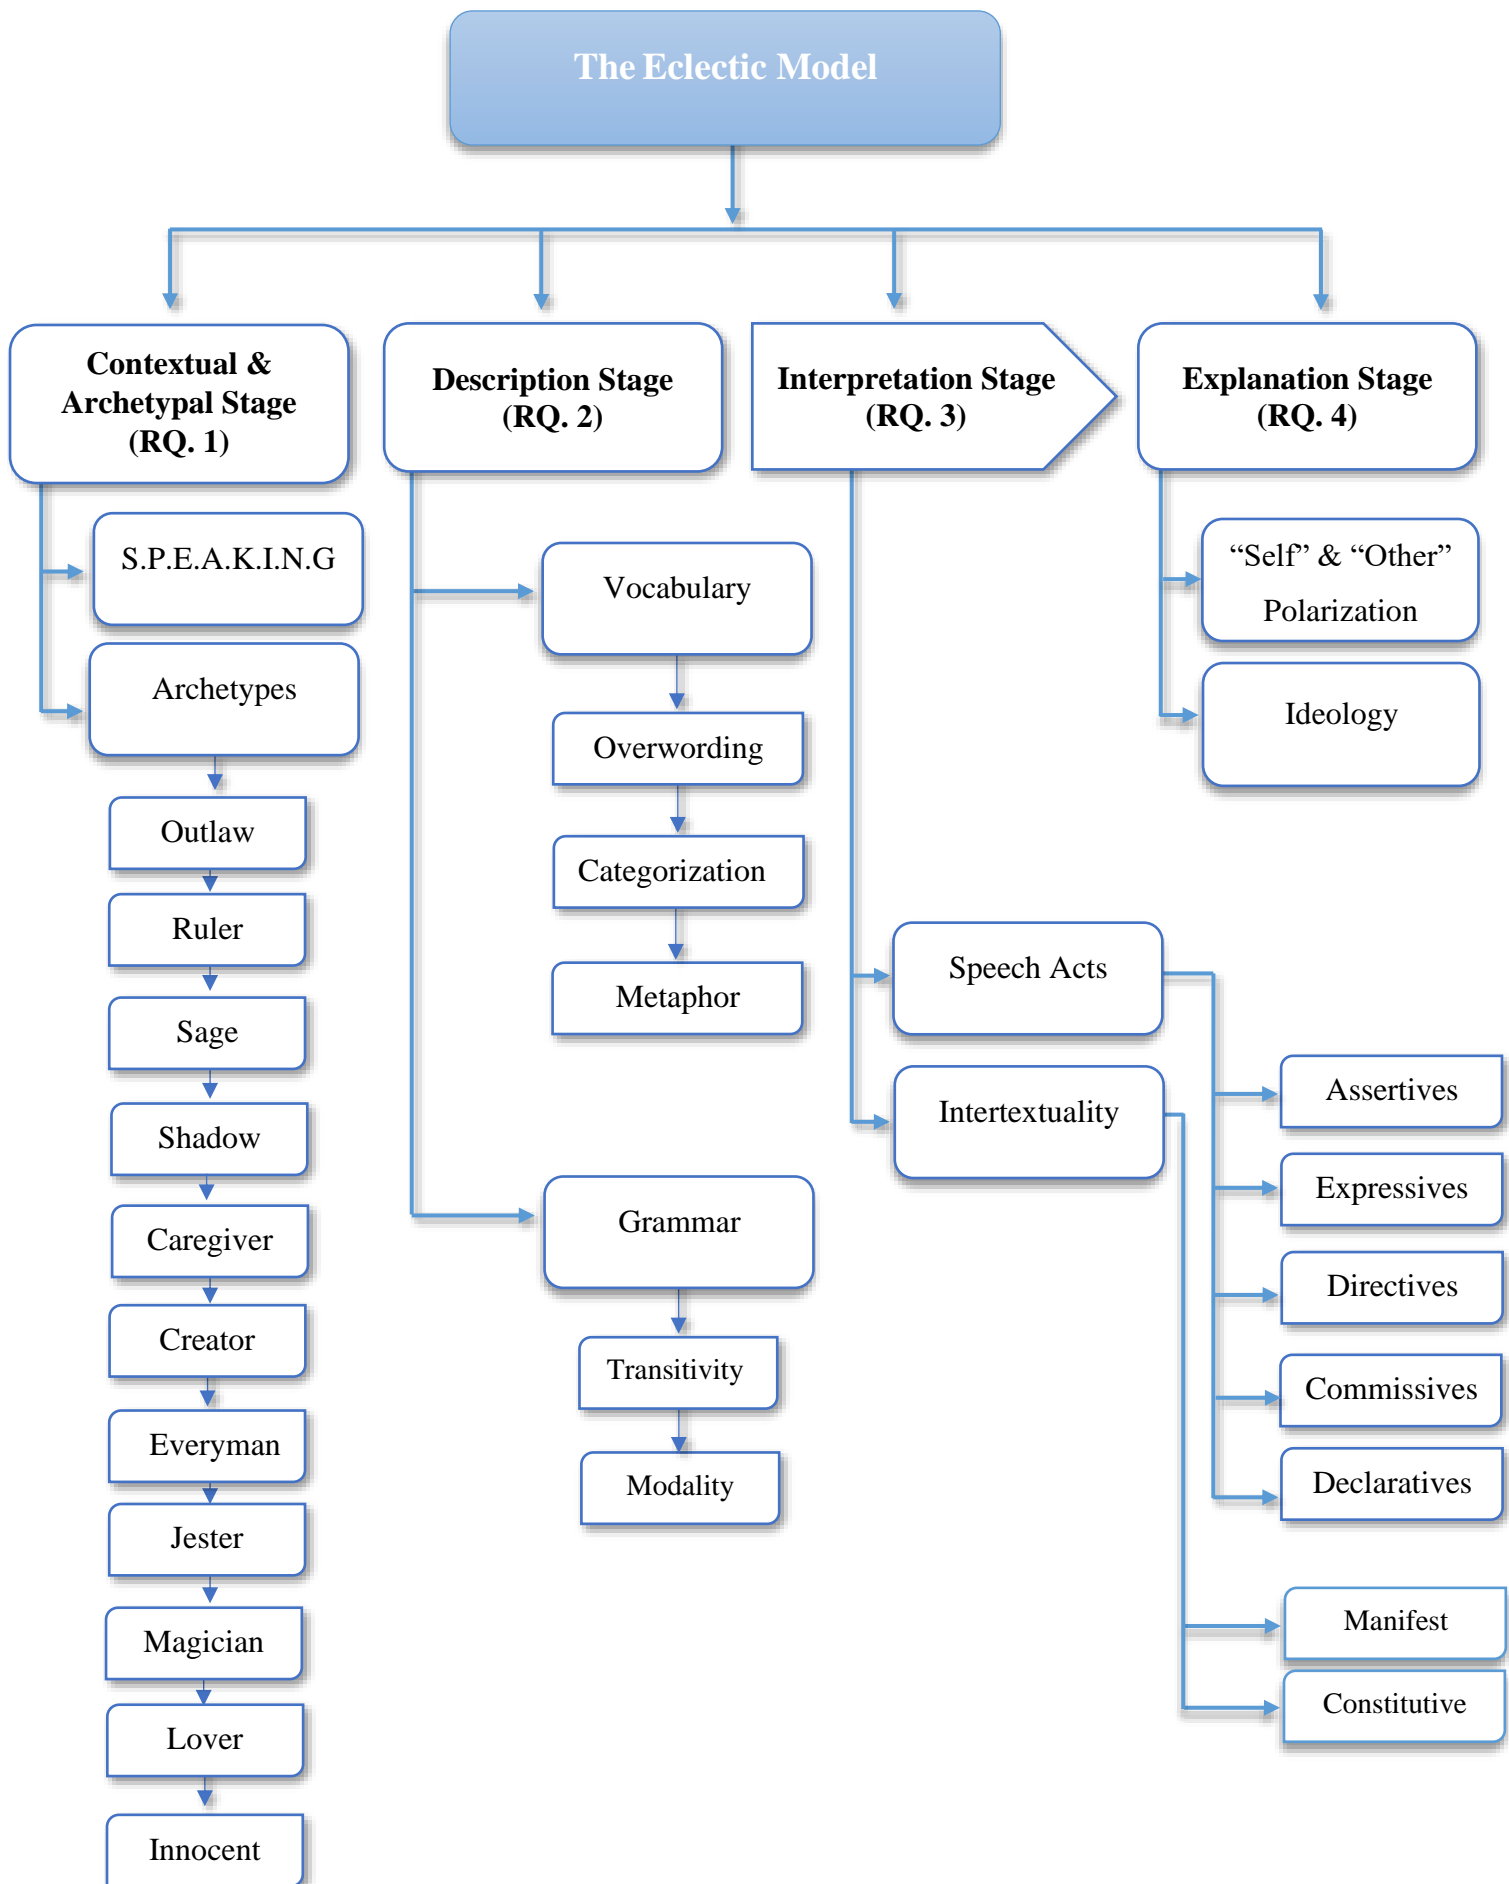 The Eclectic Model
Contextual &
Archetypal Stage
(RQ. 1)
Description Stage
(RQ. 2)
Interpretation Stage
(RQ. 3)
Explanation Stage
(RQ. 4)
S.P.E.A.K.I.N.G
Archetypes
Outlaw
Ruler
Sage
Shadow
Caregiver
Creator
Everyman
Jester
Magician
Lover
Innocent
Vocabulary
Overwording
Categorization
Metaphor
Grammar
Transitivity
Modality
Speech Acts
Intertextuality
Assertives
Expressives
Directives
Commissives
Declaratives
Manifest
Constitutive
“Self” & “Other”
Polarization
Ideology